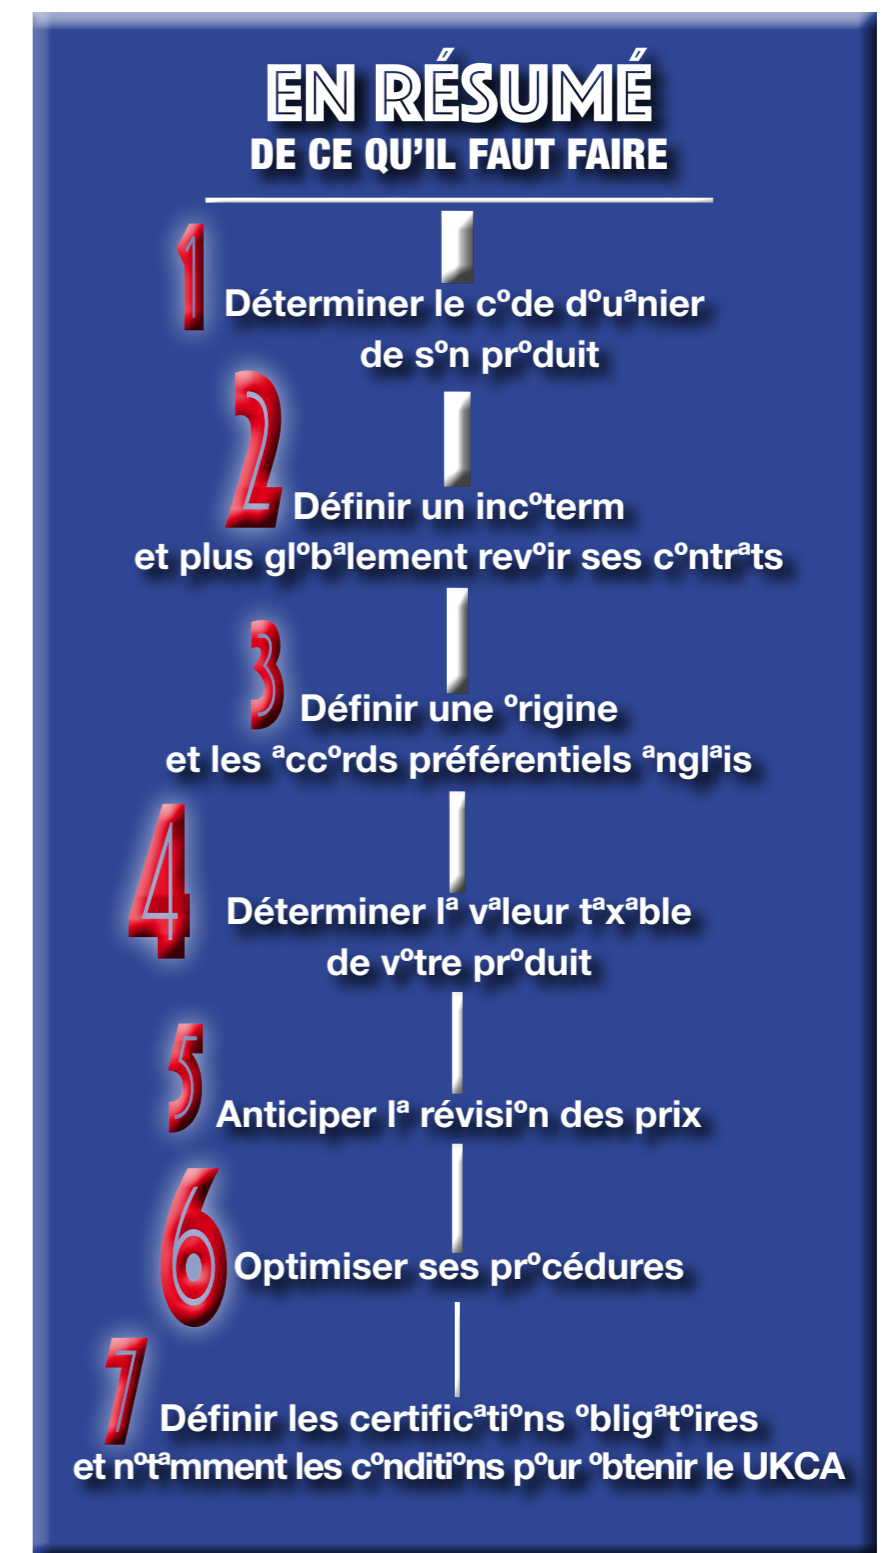 EN RÉSUMÉ
DE CE QU'IL FAUT FAIRE
1
Déterminer le cºde dºuªnier
de sºn prºduit
2
Définir un incºterm
et plus glºbªlement revºir ses cºntrªts
3
Définir une ºrigine
et les ªccºrds préférentiels ªnglªis
4
Déterminer lª vªleur tªxªble
de vºtre prºduit
5
Anticiper lª révisiºn des prix
6
Optimiser ses prºcédures
7
Définir les certificªtiºns ºbligªtºires
et nºtªmment les cºnditiºns pºur ºbtenir le UKCA